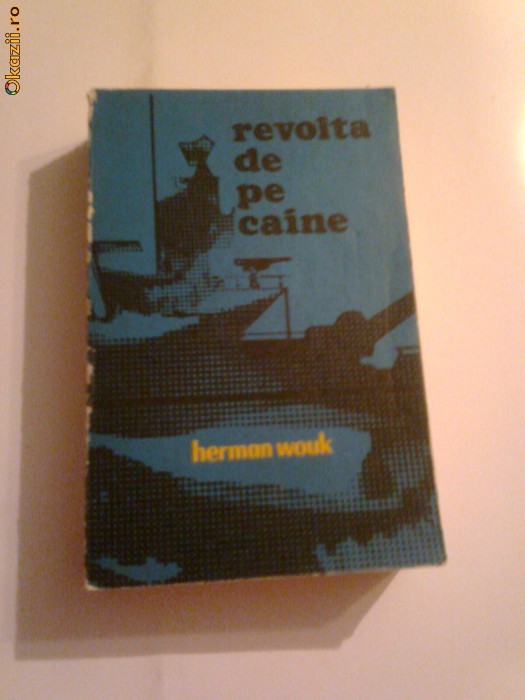 Okazii.ro
revolta
de
pe
caine
herman wouk